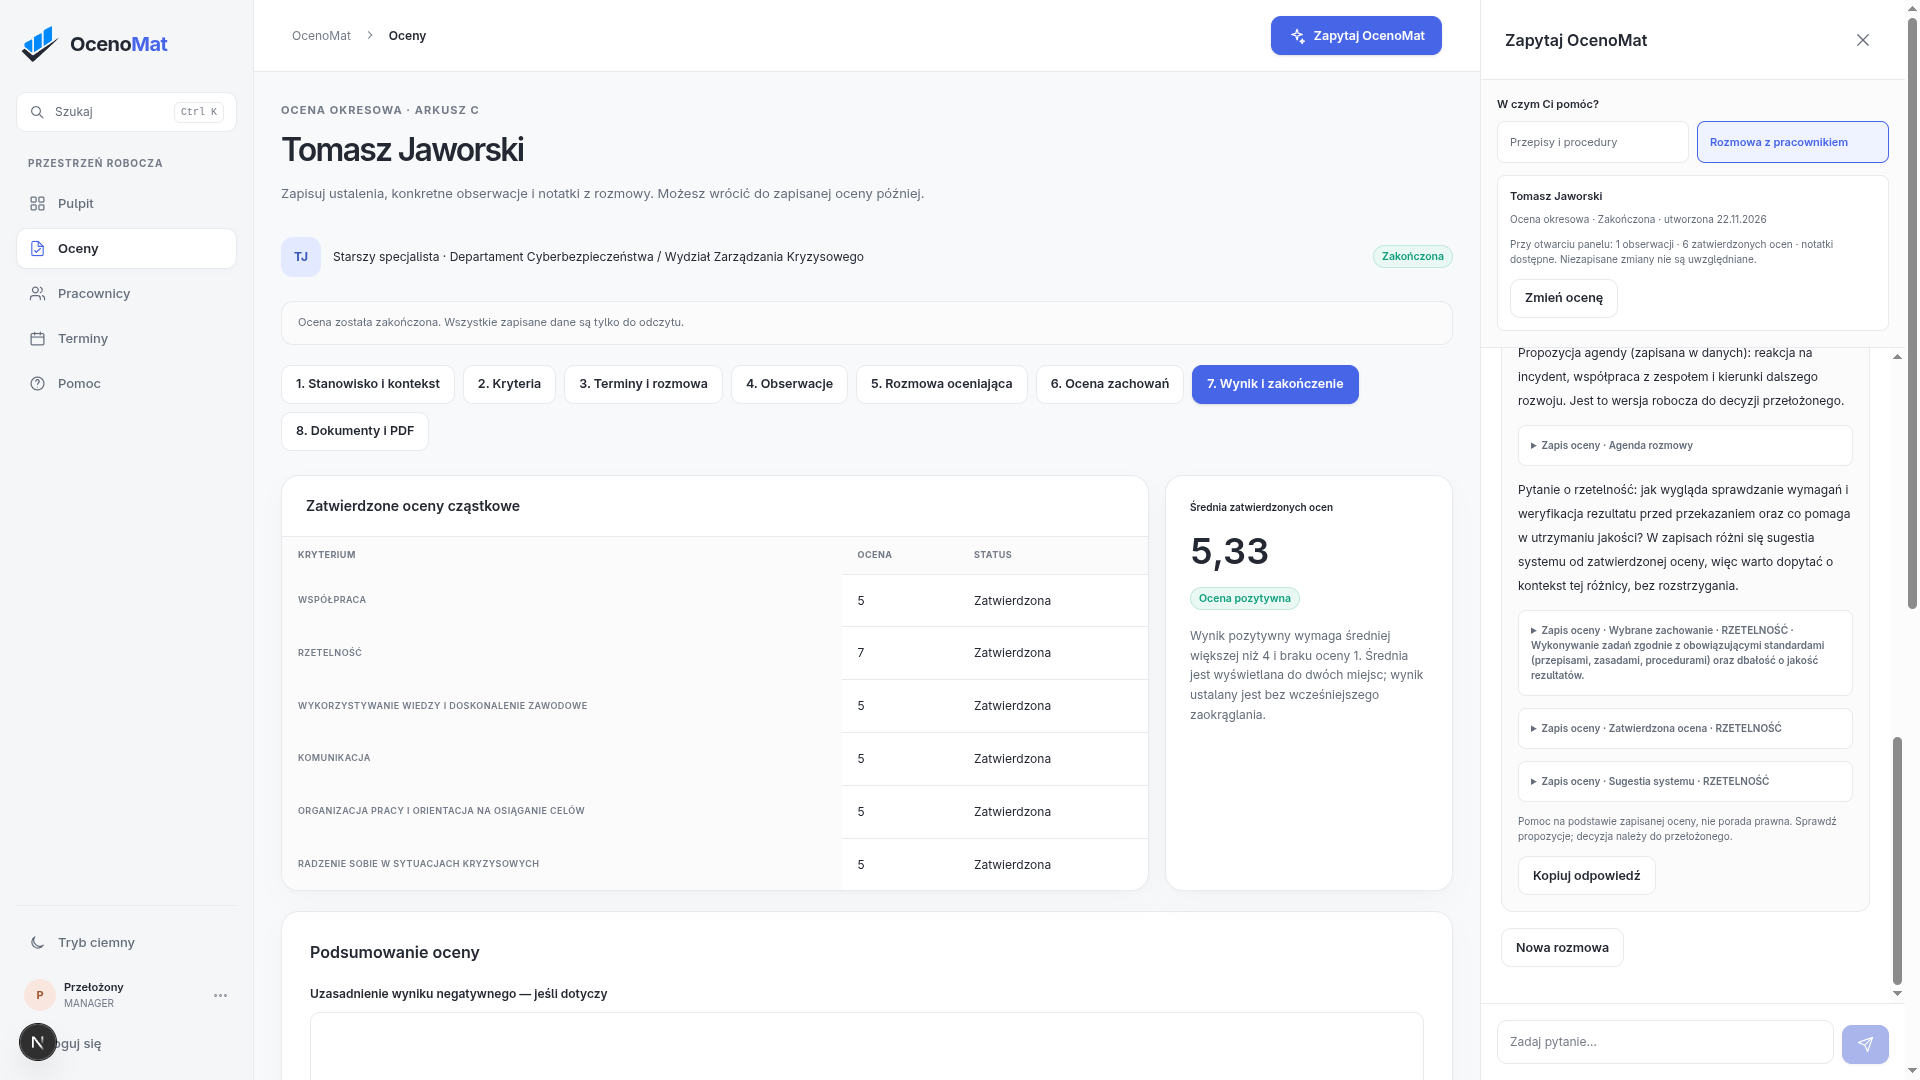 OcenoMat
Szukaj
Ctrl K
PRZESTRZEŃ ROBOCZA
Pulpit
Oceny
Pracownicy
Terminy
Pomoc
Tryb ciemny
P
Przełożony
MANAGER
N
oguj się
OcenoMat
Oceny
Zapytaj OcenoMat
OCENA OKRESOWA · ARKUSZ C
Tomasz Jaworski
Zapisuj ustalenia, konkretne obserwacje i notatki z rozmowy. Możesz wrócić do zapisanej oceny później.
TJ
Starszy specjalista · Departament Cyberbezpieczeństwa / Wydział Zarządzania Kryzysowego
Zakończona
Ocena została zakończona. Wszystkie zapisane dane są tylko do odczytu.
1. Stanowisko i kontekst
2. Kryteria
3. Terminy i rozmowa
4. Obserwacje
5. Rozmowa oceniająca
6. Ocena zachowań
7. Wynik i zakończenie
8. Dokumenty i PDF
Zatwierdzone oceny cząstkowe
KRYTERIUM OCENA STATUS
WSPÓŁPRACA 5 Zatwierdzona
RZETELNOŚĆ 7 Zatwierdzona
WYKORZYSTYWANIE WIEDZY I DOSKONALENIE ZAWODOWE 5 Zatwierdzona
KOMUNIKACJA 5 Zatwierdzona
ORGANIZACJA PRACY I ORIENTACJA NA OSIĄGANIE CELÓW 5 Zatwierdzona
RADZENIE SOBIE W SYTUACJACH KRYZYSOWYCH 5 Zatwierdzona
Średnia zatwierdzonych ocen
5,33
Ocena pozytywna
Wynik pozytywny wymaga średniej
większej niż 4 i braku oceny 1. Średnia
jest wyświetlana do dwóch miejsc; wynik
ustalany jest bez wcześniejszego
zaokrąglania.
Podsumowanie oceny
Uzasadnienie wyniku negatywnego — jeśli dotyczy
Zapytaj OcenoMat
W czym Ci pomóc?
Przepisy i procedury
Rozmowa z pracownikiem
Tomasz Jaworski
Ocena okresowa · Zakończona · utworzona 22.11.2026
Przy otwarciu panelu: 1 obserwacji · 6 zatwierdzonych ocen · notatki
dostępne. Niezapisane zmiany nie są uwzględniane.
Zmień ocenę
Propozycja agendy (zapisana w danych): reakcja na
incydent, współpraca z zespołem i kierunki dalszego
rozwoju. Jest to wersja robocza do decyzji przełożonego.
Zapis oceny · Agenda rozmowy
Pytanie o rzetelność: jak wygląda sprawdzanie wymagań i
weryfikacja rezultatu przed przekazaniem oraz co pomaga
w utrzymaniu jakości? W zapisach różni się sugestia
systemu od zatwierdzonej oceny, więc warto dopytać o
kontekst tej różnicy, bez rozstrzygania.
Zapis oceny · Wybrane zachowanie · RZETELNOŚĆ ·
Wykonywanie zadań zgodnie z obowiązującymi standardami
(przepisami, zasadami, procedurami) oraz dbałość o jakość
rezultatów.
Zapis oceny · Zatwierdzona ocena · RZETELNOŚĆ
Zapis oceny · Sugestia systemu · RZETELNOŚĆ
Pomoc na podstawie zapisanej oceny, nie porada prawna. Sprawdź
propozycje; decyzja należy do przełożonego.
Kopiuj odpowiedź
Nowa rozmowa
Zadaj pytanie...